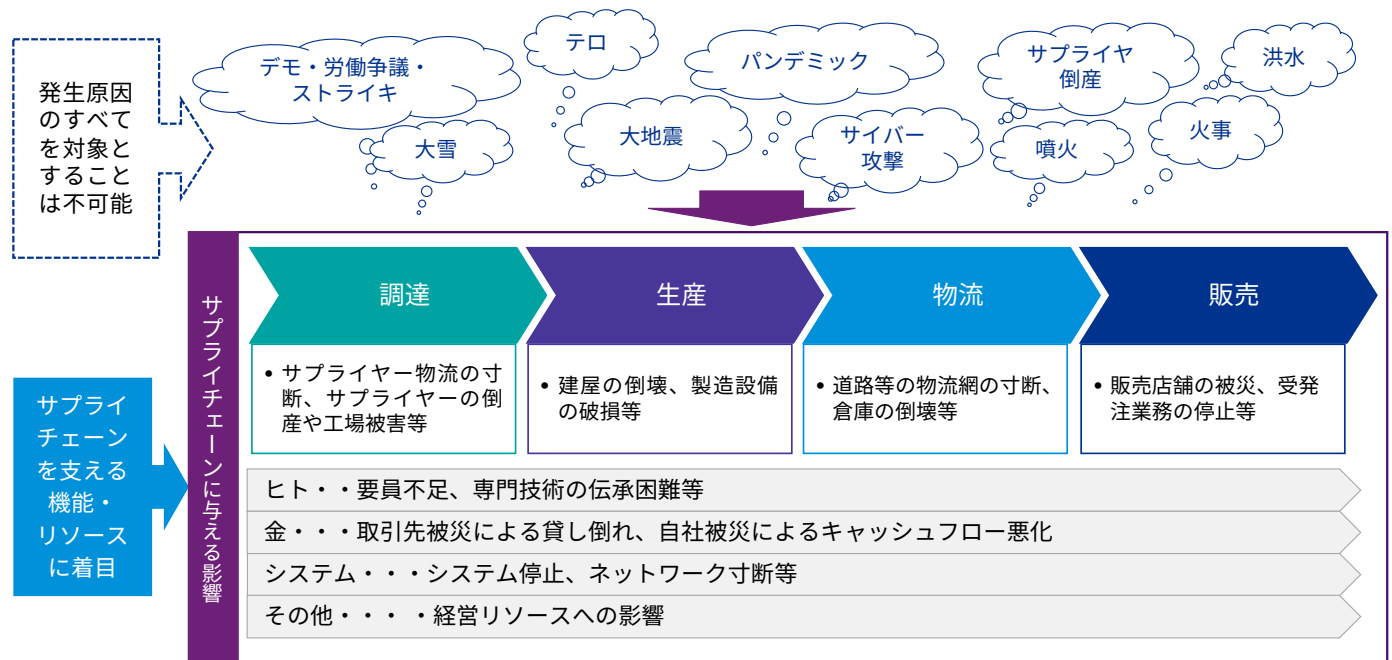 発生原因
のすべて
を対象と
すること
は不可能
デモ・労働争議・
ストライキ
テロ
パンデミック
サプライヤ
倒産
洪水
大雪
大地震
サイバー
攻撃
噴火
火事
サプライチェーンに与える影響
調達
生産
物流
販売
• サプライヤー物流の寸
断、サプライヤーの倒
産や工場被害等
• 建屋の倒壊、製造設備
の破損等
• 道路等の物流網の寸断、
倉庫の倒壊等
• 販売店舗の被災、受発
注業務の停止等
サプライ
チェーン
を支える
機能・
リソース
に着目
ヒト・・要員不足、専門技術の伝承困難等
金・・・取引先被災による貸し倒れ、自社被災によるキャッシュフロー悪化
システム・・・システム停止、ネットワーク寸断等
その他・・・ ・経営リソースへの影響